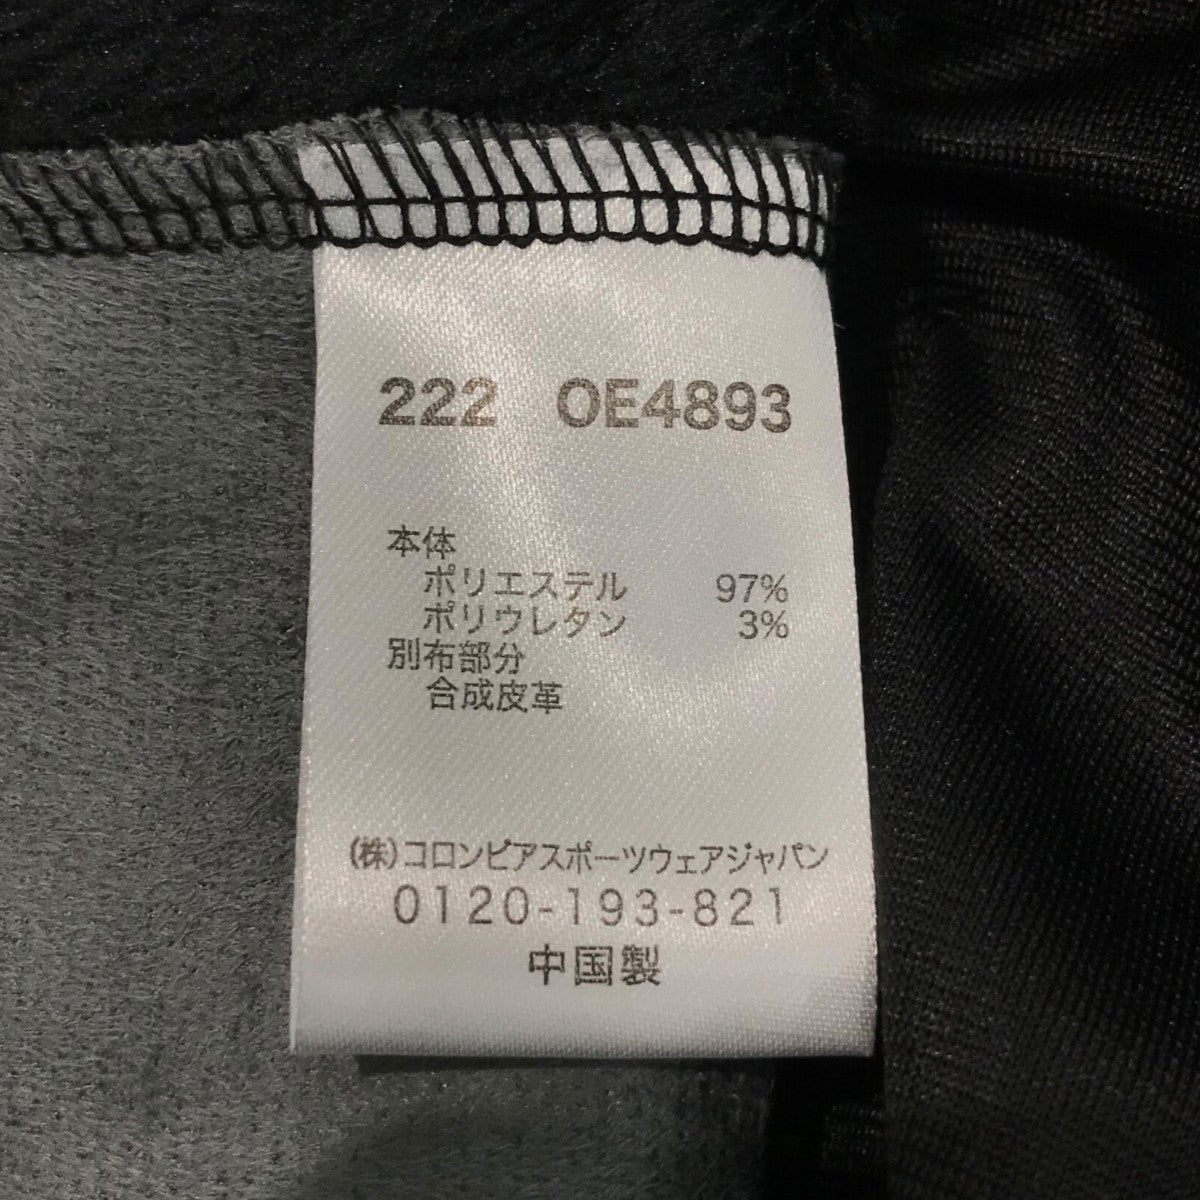 222 OE4893
本体
ポリエステル 97%
ポリウレタン 3%
別布部分
合成皮革
(株)コロンビアスポーツウェアジャパン
0120-193-821
中国製